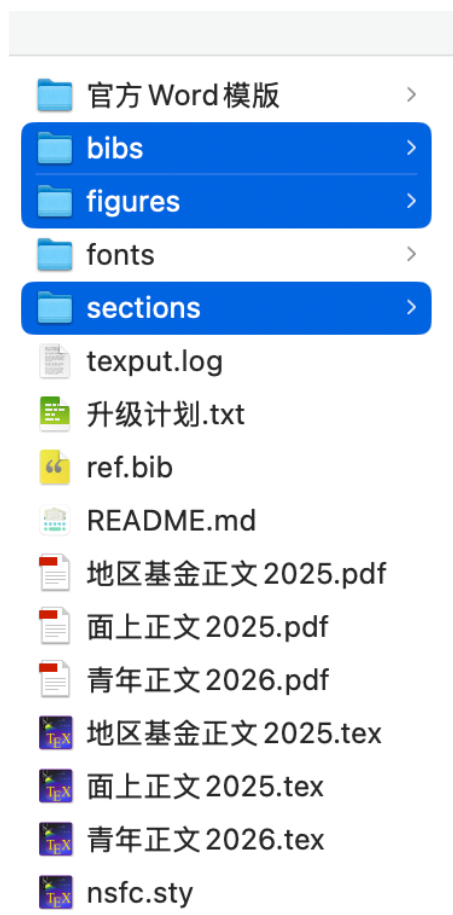 官方Word模版
bibs
figures
fonts
sections
texput.log
升级计划.txt
ref.bib
README.md
地区基金正文2025.pdf
面上正文2025.pdf
青年正文2026.pdf
地区基金正文2025.tex
面上正文2025.tex
青年正文2026.tex
nsfc.sty